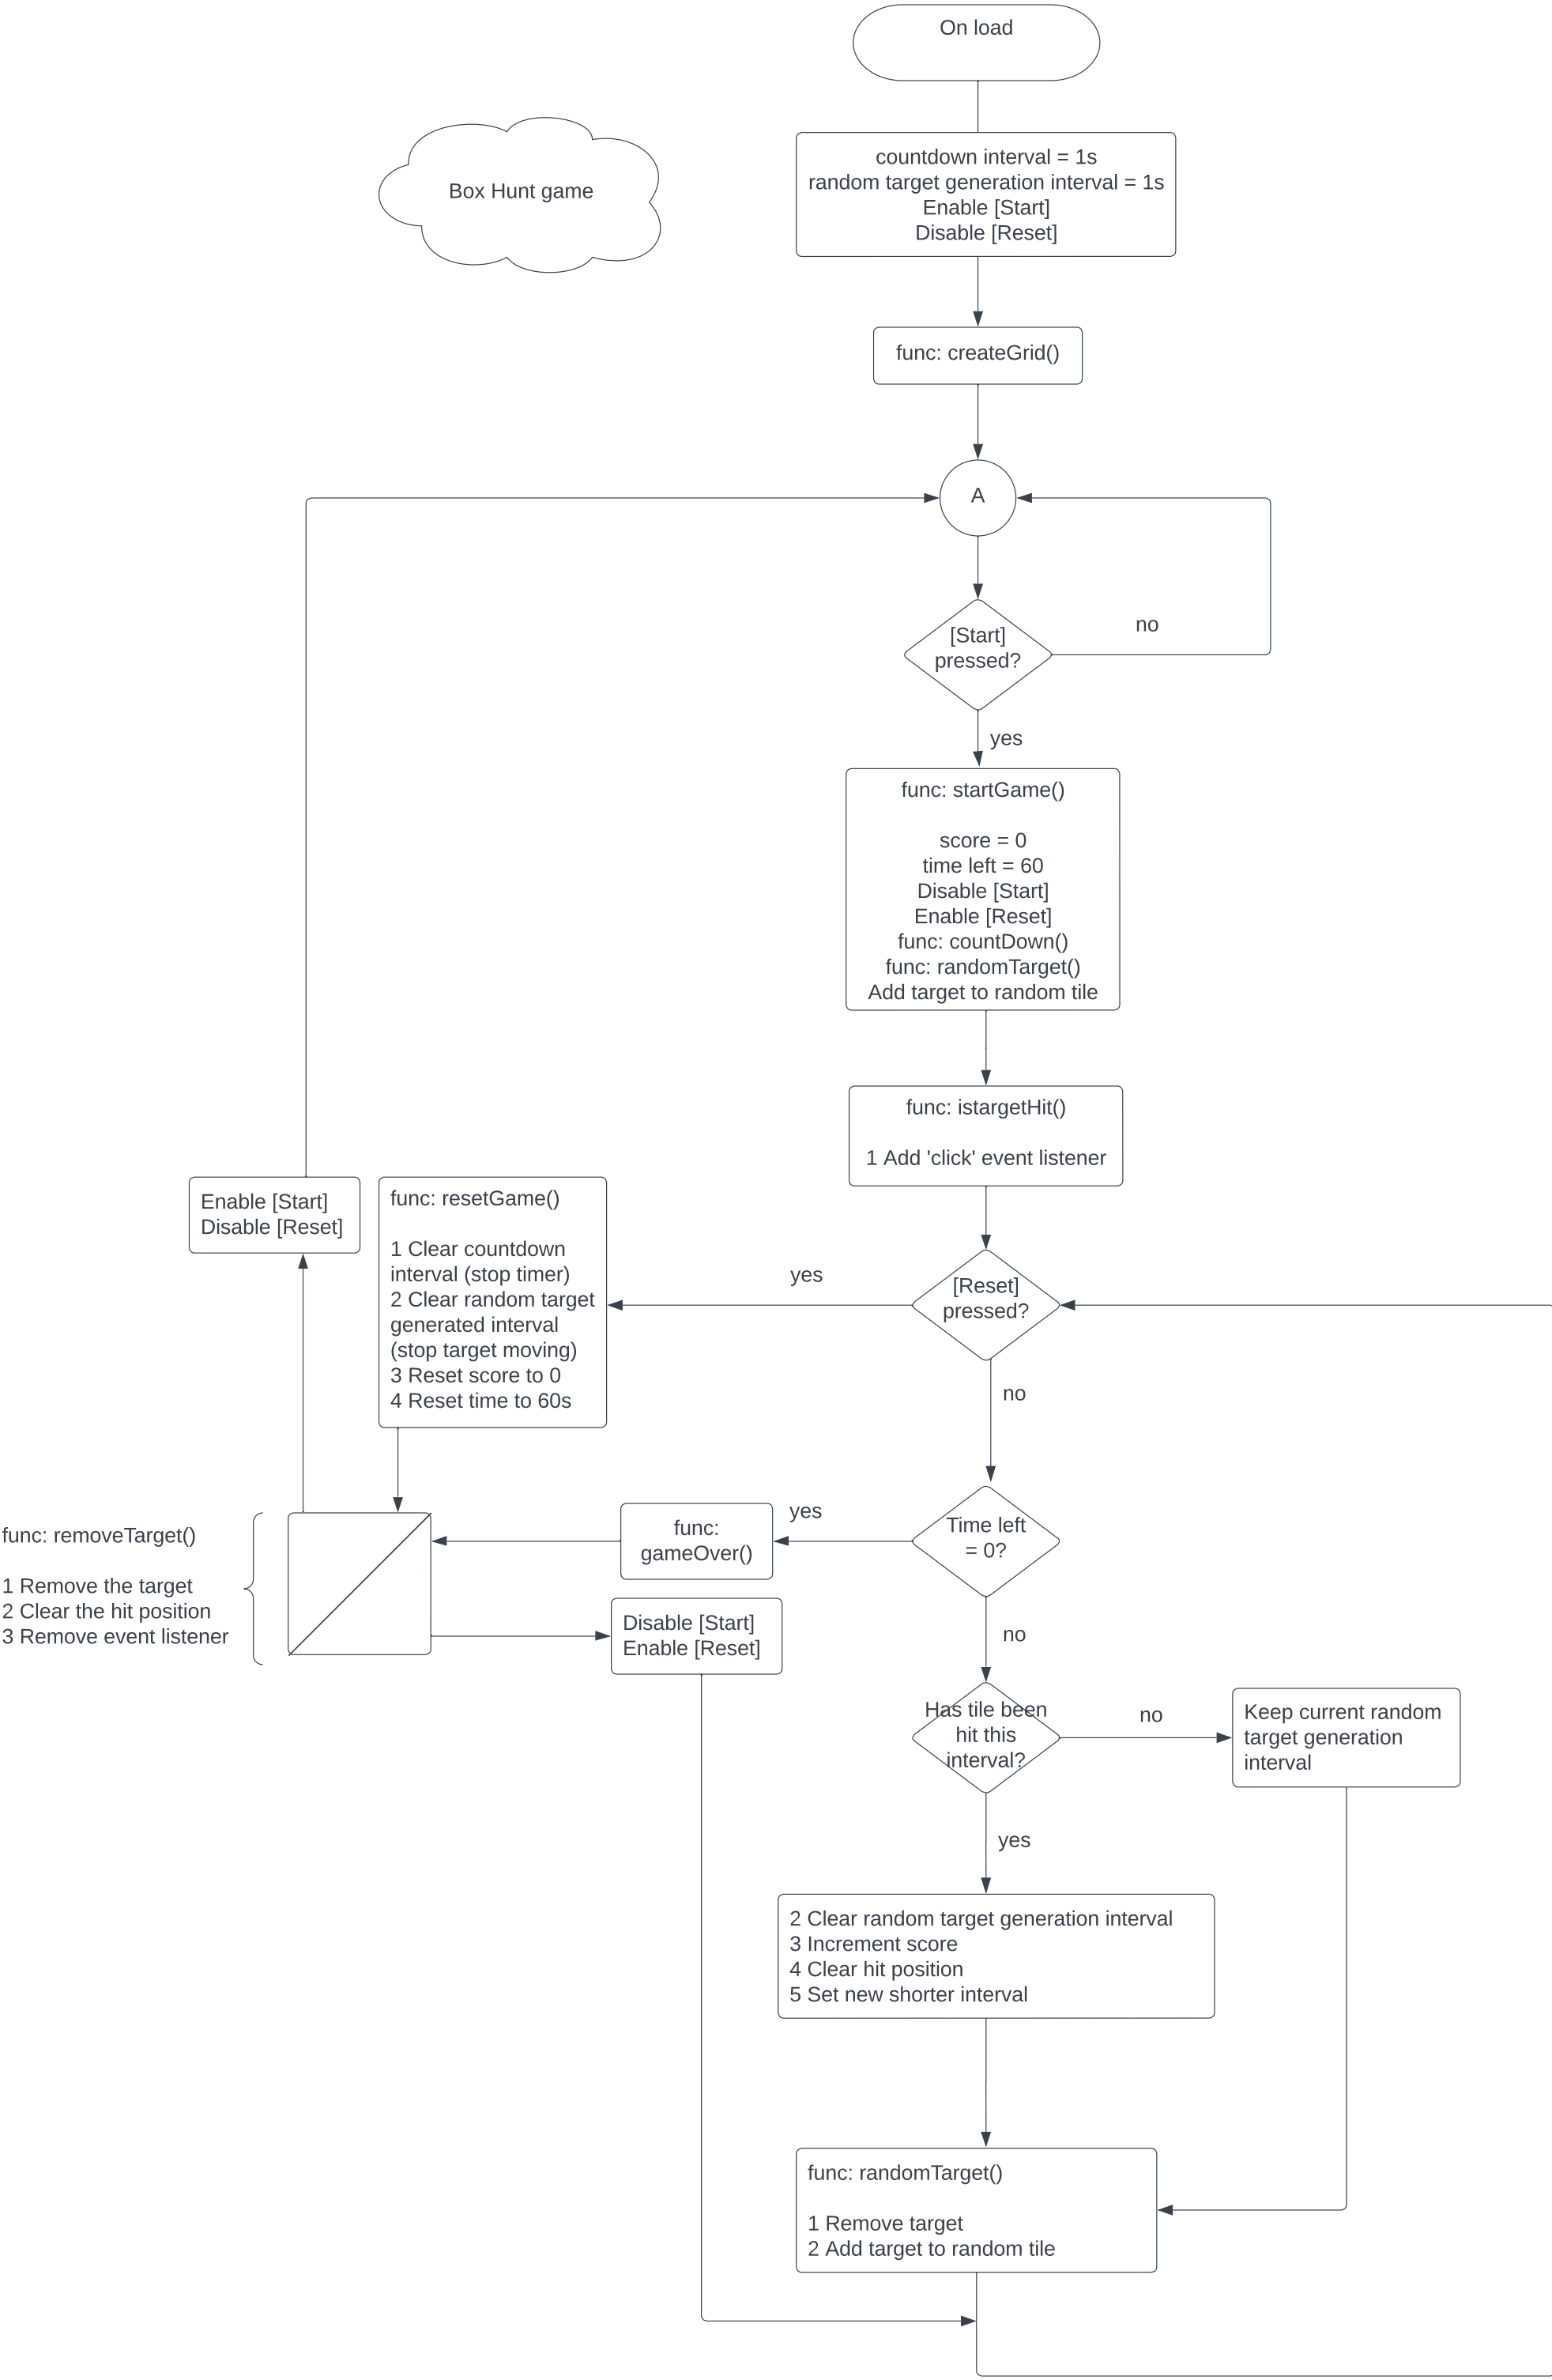 On load
Box Hunt game
countdown interval = 1s
random target generation interval = 1s
Enable [Start]
Disable [Reset]
func: createGrid()
A
[Start]
pressed?
no
yes
func: startGame()
score = 0
time left = 60
Disable [Start]
Enable [Reset]
func: countDown()
func: randomTarget()
Add target to random tile
func: istargetHit()
1 Add 'click' event listener
Enable [Start]
Disable [Reset]
func: resetGame()
1 Clear countdown
interval (stop timer)
2 Clear random target
generated interval
(stop target moving)
3 Reset score to 0
4 Reset time to 60s
yes
[Reset]
pressed?
no
func: removeTarget()
1 Remove the target
2 Clear the hit position
3 Remove event listener
func:
gameOver()
yes
Time left
= 0?
Disable [Start]
Enable [Reset]
no
Has tile been
hit this
interval?
no
Keep current random
target generation
interval
yes
2 Clear random target generation interval
3 Increment score
4 Clear hit position
5 Set new shorter interval
func: randomTarget()
1 Remove target
2 Add target to random tile